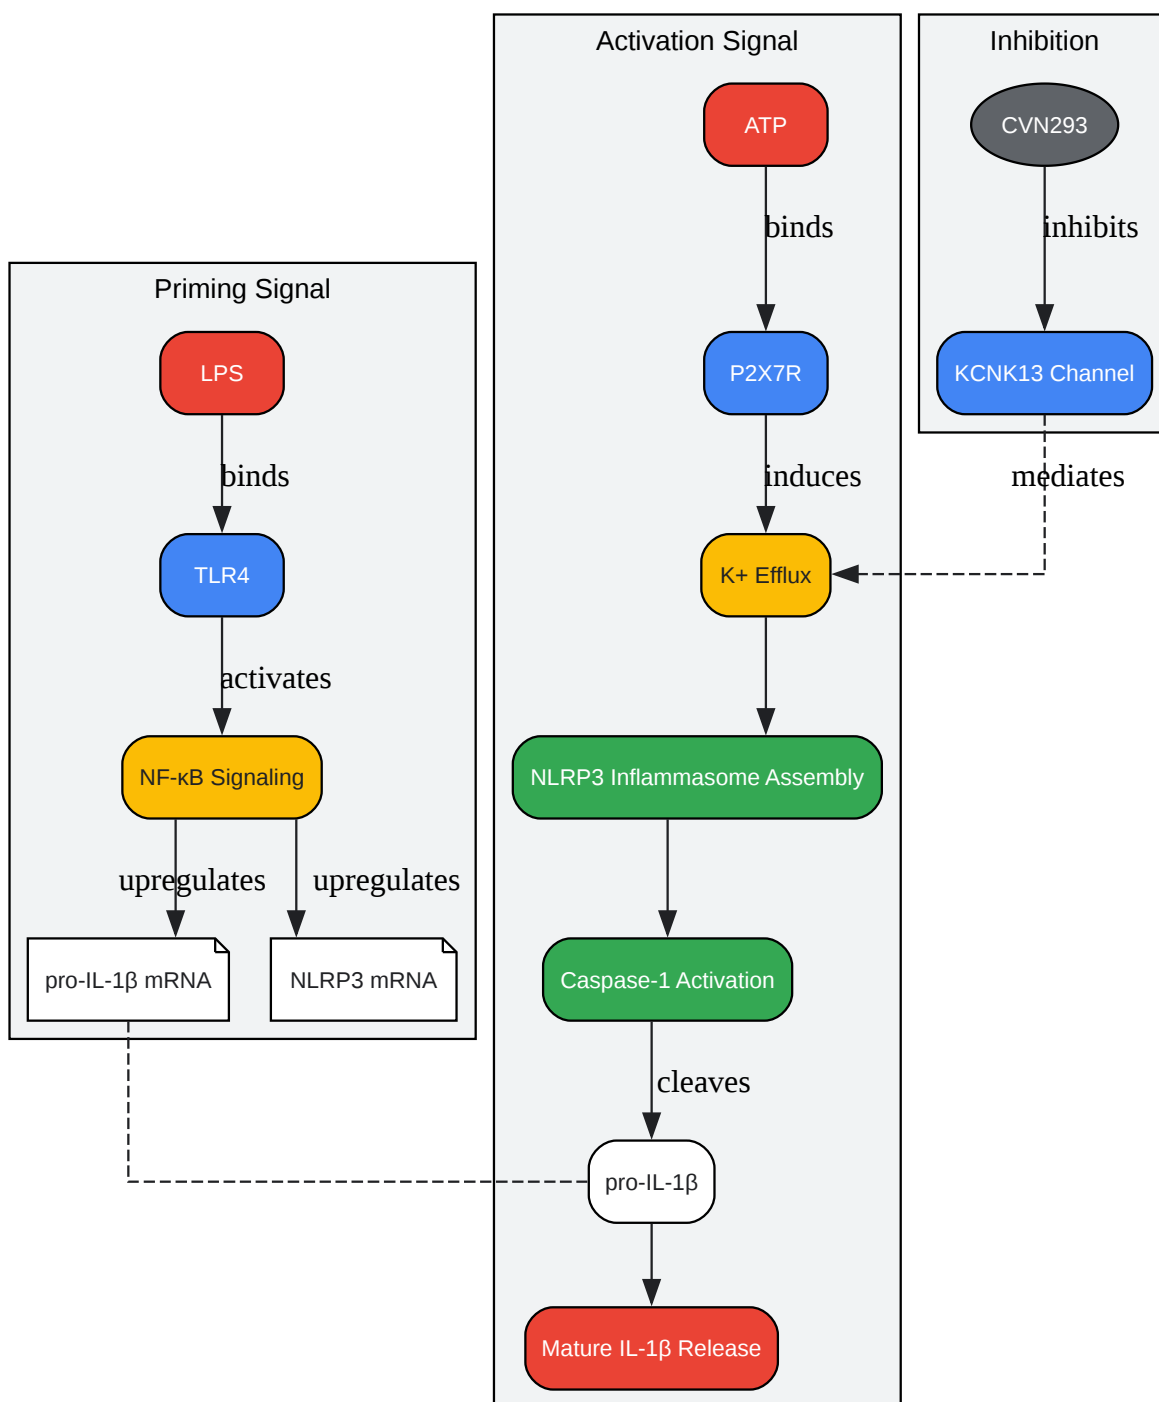 Activation Signal
Inhibition
ATP
CVN293
binds
inhibits
Priming Signal
LPS
P2X7R
KCNK13 Channel
binds
induces
mediates
TLR4
K+ Efflux
activates
NF-κB Signaling
NLRP3 Inflammasome Assembly
upregulates
upregulates
pro-IL-1β mRNA
NLRP3 mRNA
Caspase-1 Activation
cleaves
pro-IL-1β
Mature IL-1β Release